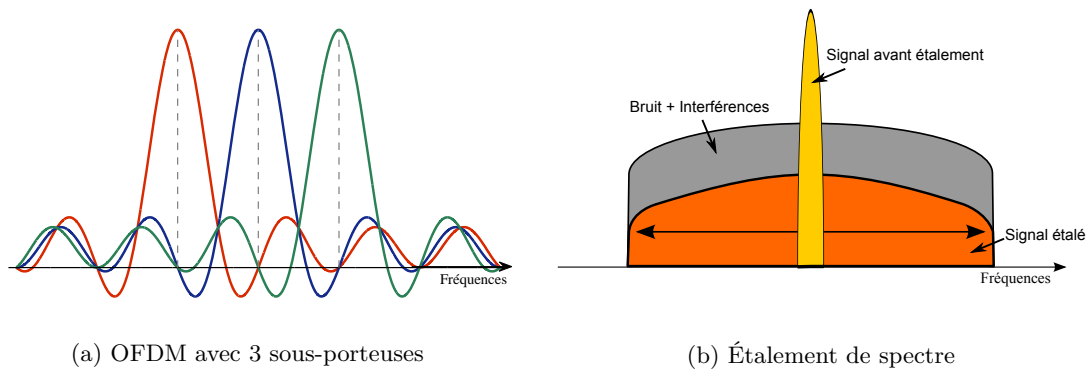 Fréquences
(a) OFDM avec 3 sous-porteuses
Signal avant étalement
Bruit + Interférences
Signal étalé
Fréquences
(b) Étalement de spectre